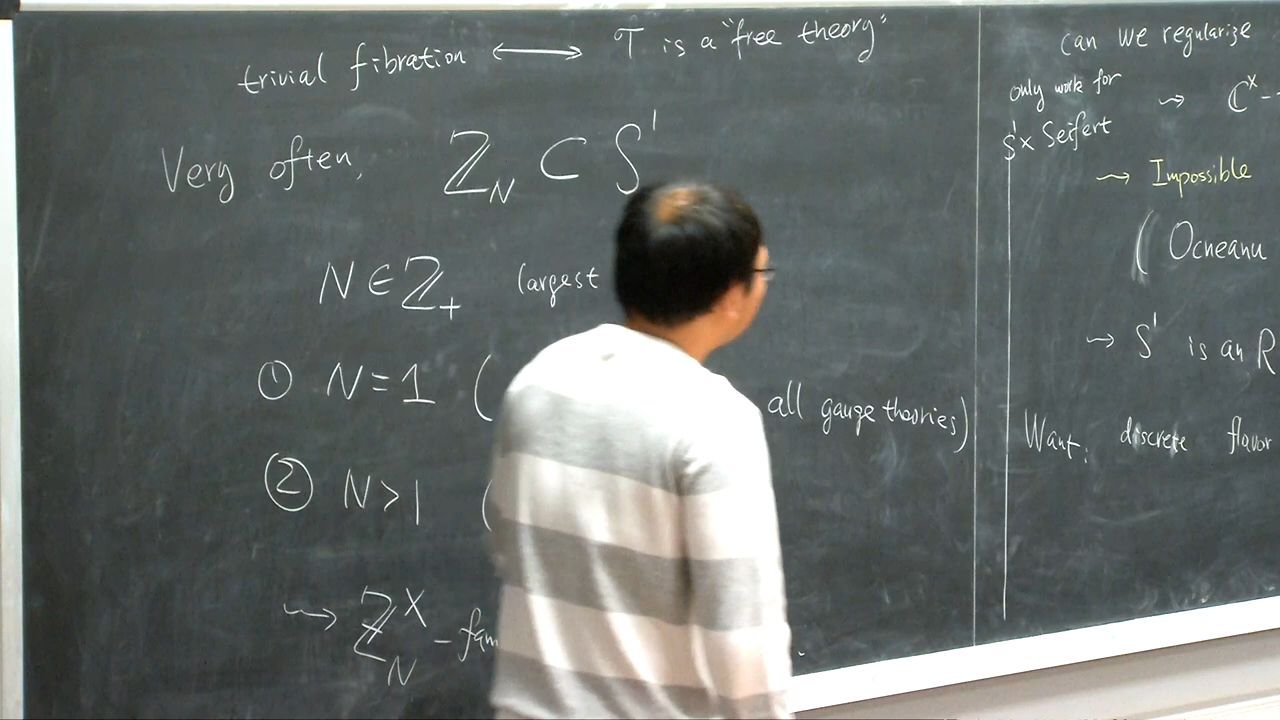 trivial fibration ⟷ T is a "free theory"
Very often, ℤ_N ⊂ S¹
N ∈ ℤ₊ largest
① N = 1 ( all gauge theories)
② N > 1 (
⇝ ℤ_N^× -
can we regularize
only work for
S¹× Seifert
⇝ ℂ^×
⇝ Impossible
( Ocneanu
⇝ S¹ is an R
Want: discrete flavor